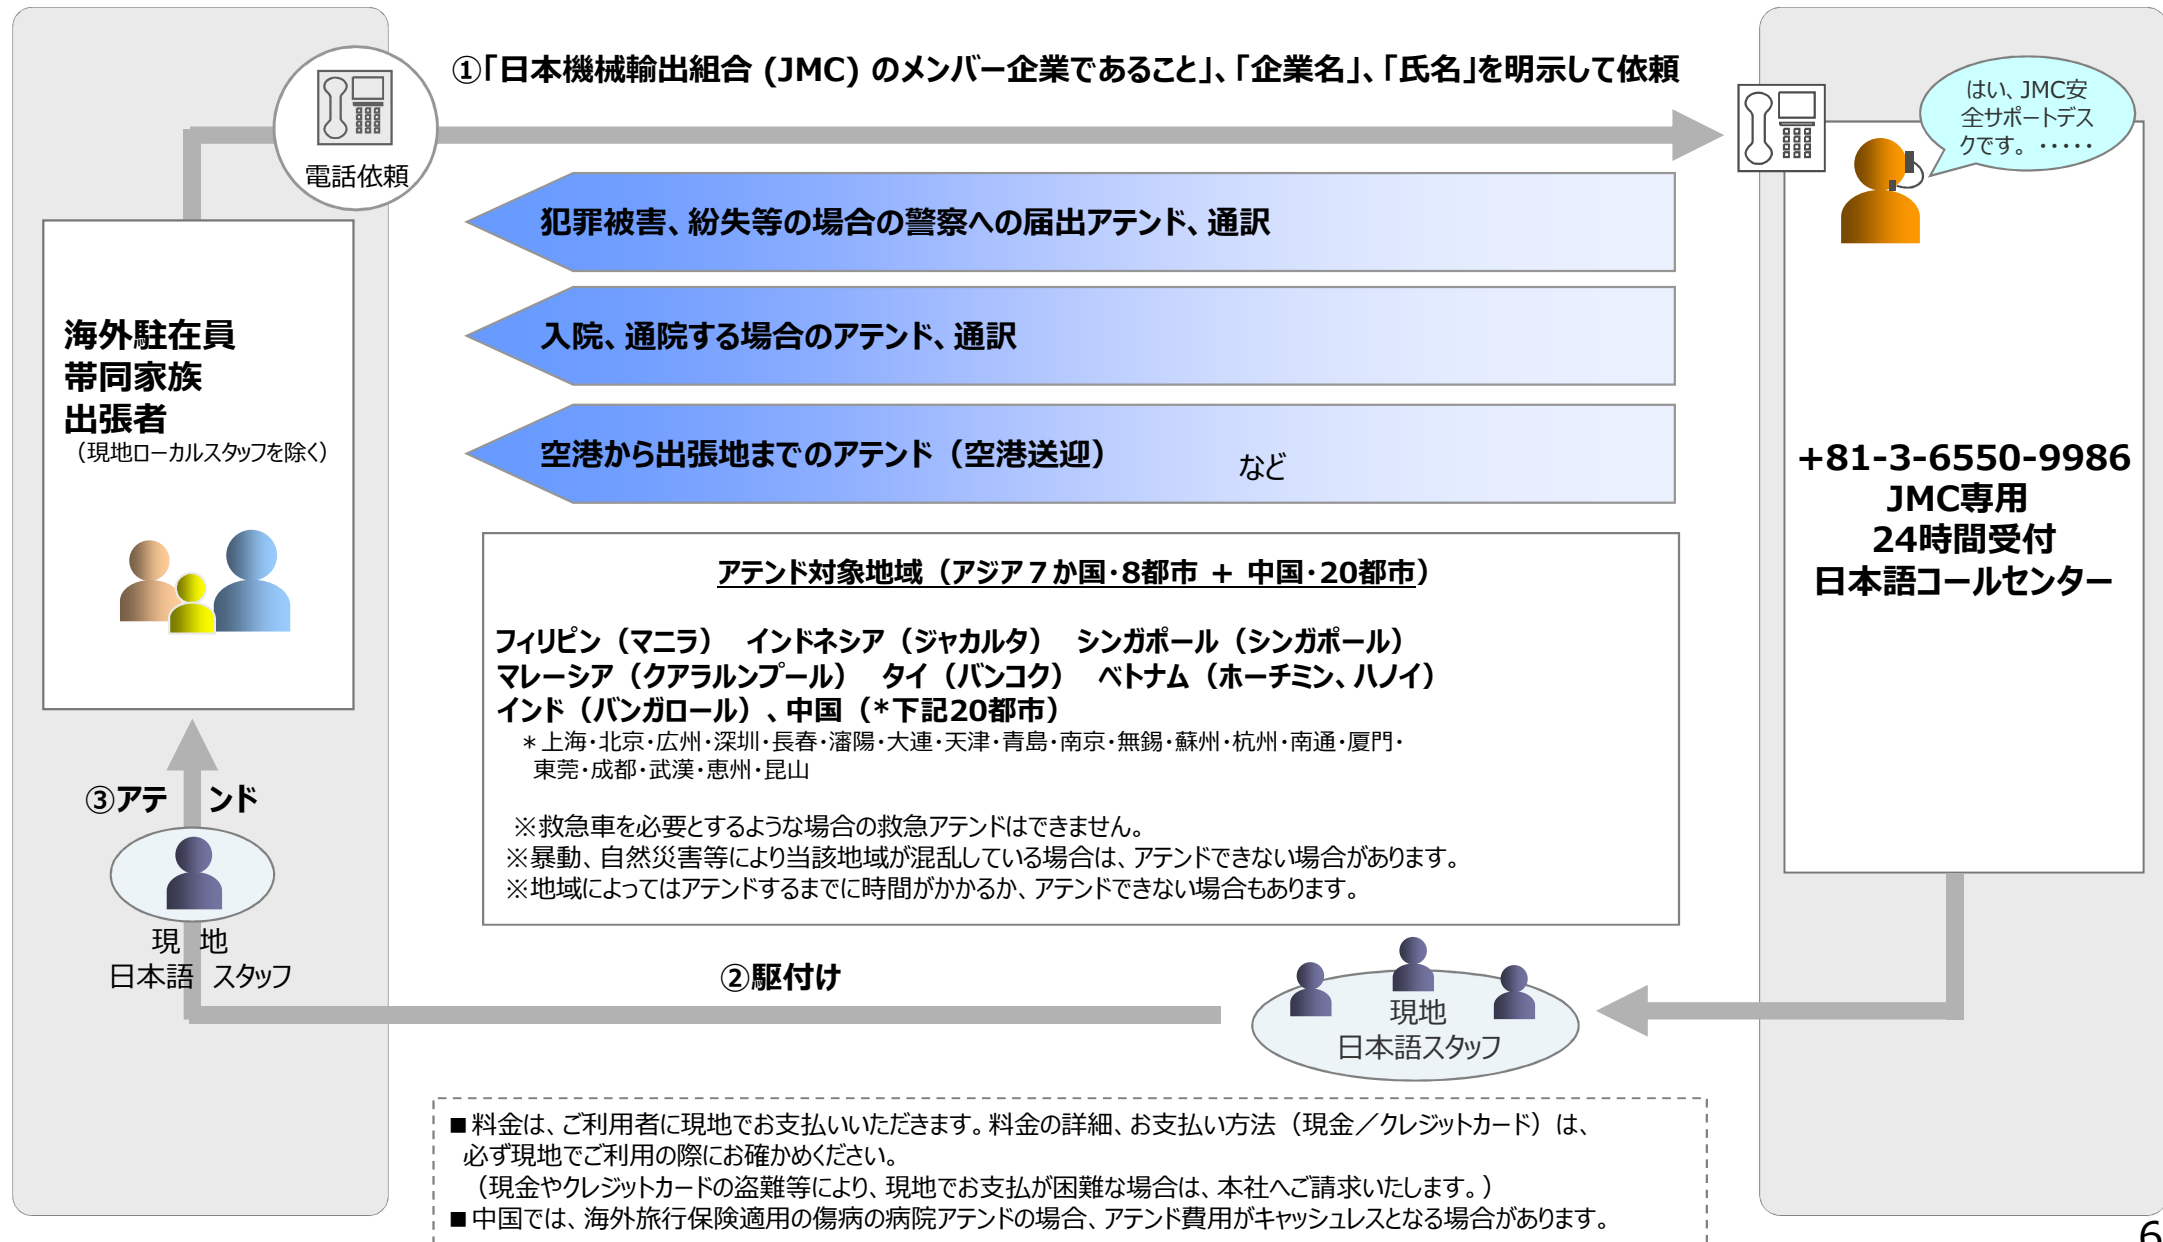 ①「日本機械輸出組合 (JMC) のメンバー企業であること」、「企業名」、「氏名」を明示して依頼
電話依頼
はい、JMC安
全サポートデス
クです。・・・・・
犯罪被害、紛失等の場合の警察への届出アテンド、通訳
入院、通院する場合のアテンド、通訳
空港から出張地までのアテンド（空港送迎）
など
海外駐在員
帯同家族
出張者
（現地ローカルスタッフを除く）
+81-3-6550-9986
JMC専用
24時間受付
日本語コールセンター
アテンド対象地域（アジア７か国・8都市 + 中国・20都市）
フィリピン（マニラ） インドネシア（ジャカルタ） シンガポール（シンガポール）
マレーシア（クアラルンプール） タイ（バンコク） ベトナム（ホーチミン、ハノイ）
インド（バンガロール）、中国（*下記20都市）
＊上海・北京・広州・深圳・長春・瀋陽・大連・天津・青島・南京・無錫・蘇州・杭州・南通・厦門・
東莞・成都・武漢・恵州・昆山
※救急車を必要とするような場合の救急アテンドはできません。
※暴動、自然災害等により当該地域が混乱している場合は、アテンドできない場合があります。
※地域によってはアテンドするまでに時間がかかるか、アテンドできない場合もあります。
③アテ ンド
現 地
日本語 スタッフ
②駆付け
現地
日本語スタッフ
■料金は、ご利用者に現地でお支払いいただきます。料金の詳細、お支払い方法（現金／クレジットカード）は、
必ず現地でご利用の際にお確かめください。
（現金やクレジットカードの盗難等により、現地でお支払が困難な場合は、本社へご請求いたします。）
■中国では、海外旅行保険適用の傷病の病院アテンドの場合、アテンド費用がキャッシュレスとなる場合があります。
6